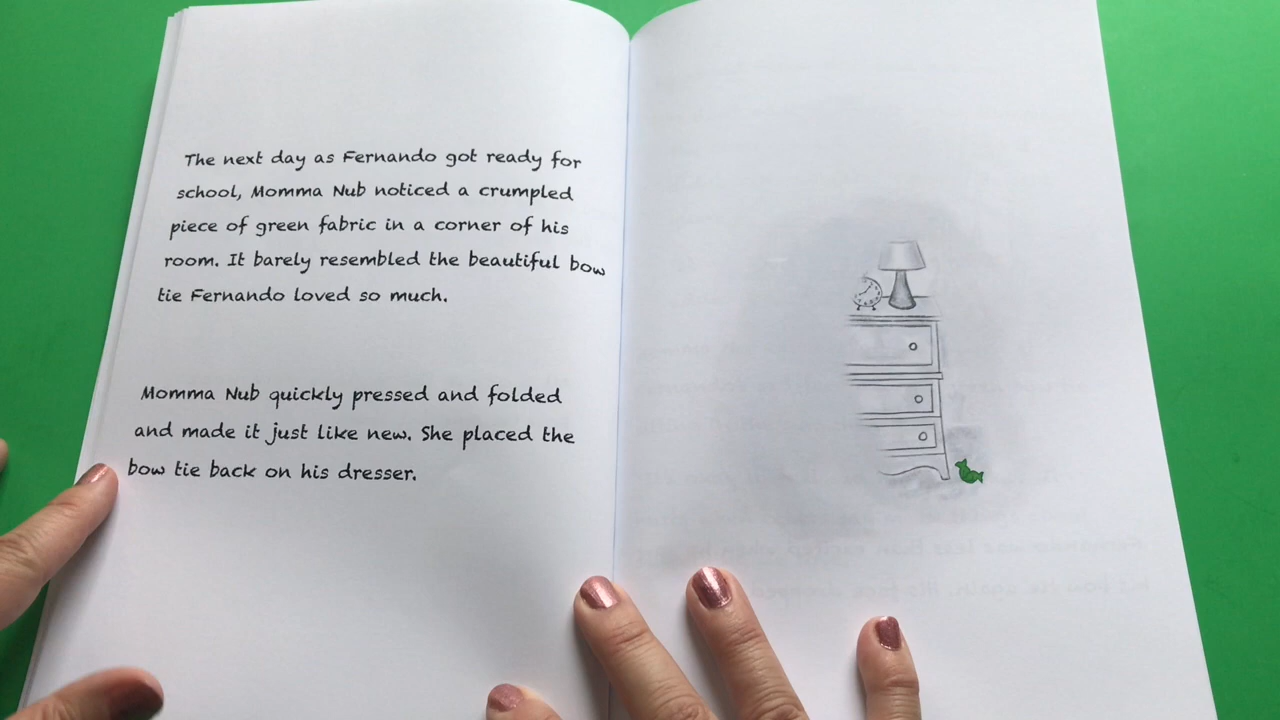 The next day as Fernando got ready for
school, Momma Nub noticed a crumpled
piece of green fabric in a corner of his
room. It barely resembled the beautiful bow
tie Fernando loved so much.
Momma Nub quickly pressed and folded
and made it just like new. She placed the
bow tie back on his dresser.